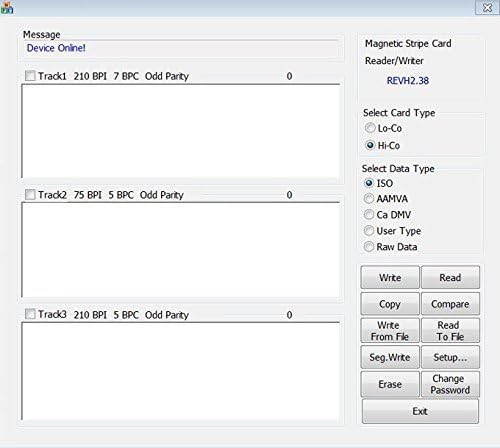 Message
Device Online!
Track1 210 BPI 7 BPC Odd Parity 0
Track2 75 BPI 5 BPC Odd Parity 0
Track3 210 BPI 5 BPC Odd Parity 0
Magnetic Stripe Card
Reader/Writer
REVH2.38
Select Card Type
Lo-Co
Hi-Co
Select Data Type
ISO
AAMVA
Ca DMV
User Type
Raw Data
Write
Read
Copy
Compare
Write
From File
Read
To File
Seg.Write
Setup...
Erase
Change
Password
Exit